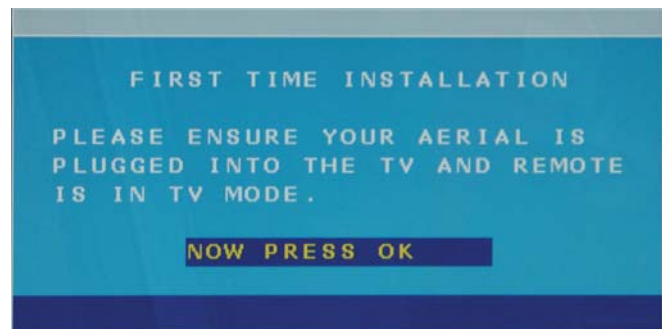 FIRST TIME INSTALLATION
PLEASE ENSURE YOUR AERIAL IS
PLUGGED INTO THE TV AND REMOTE
IS IN TV MODE.
NOW PRESS OK